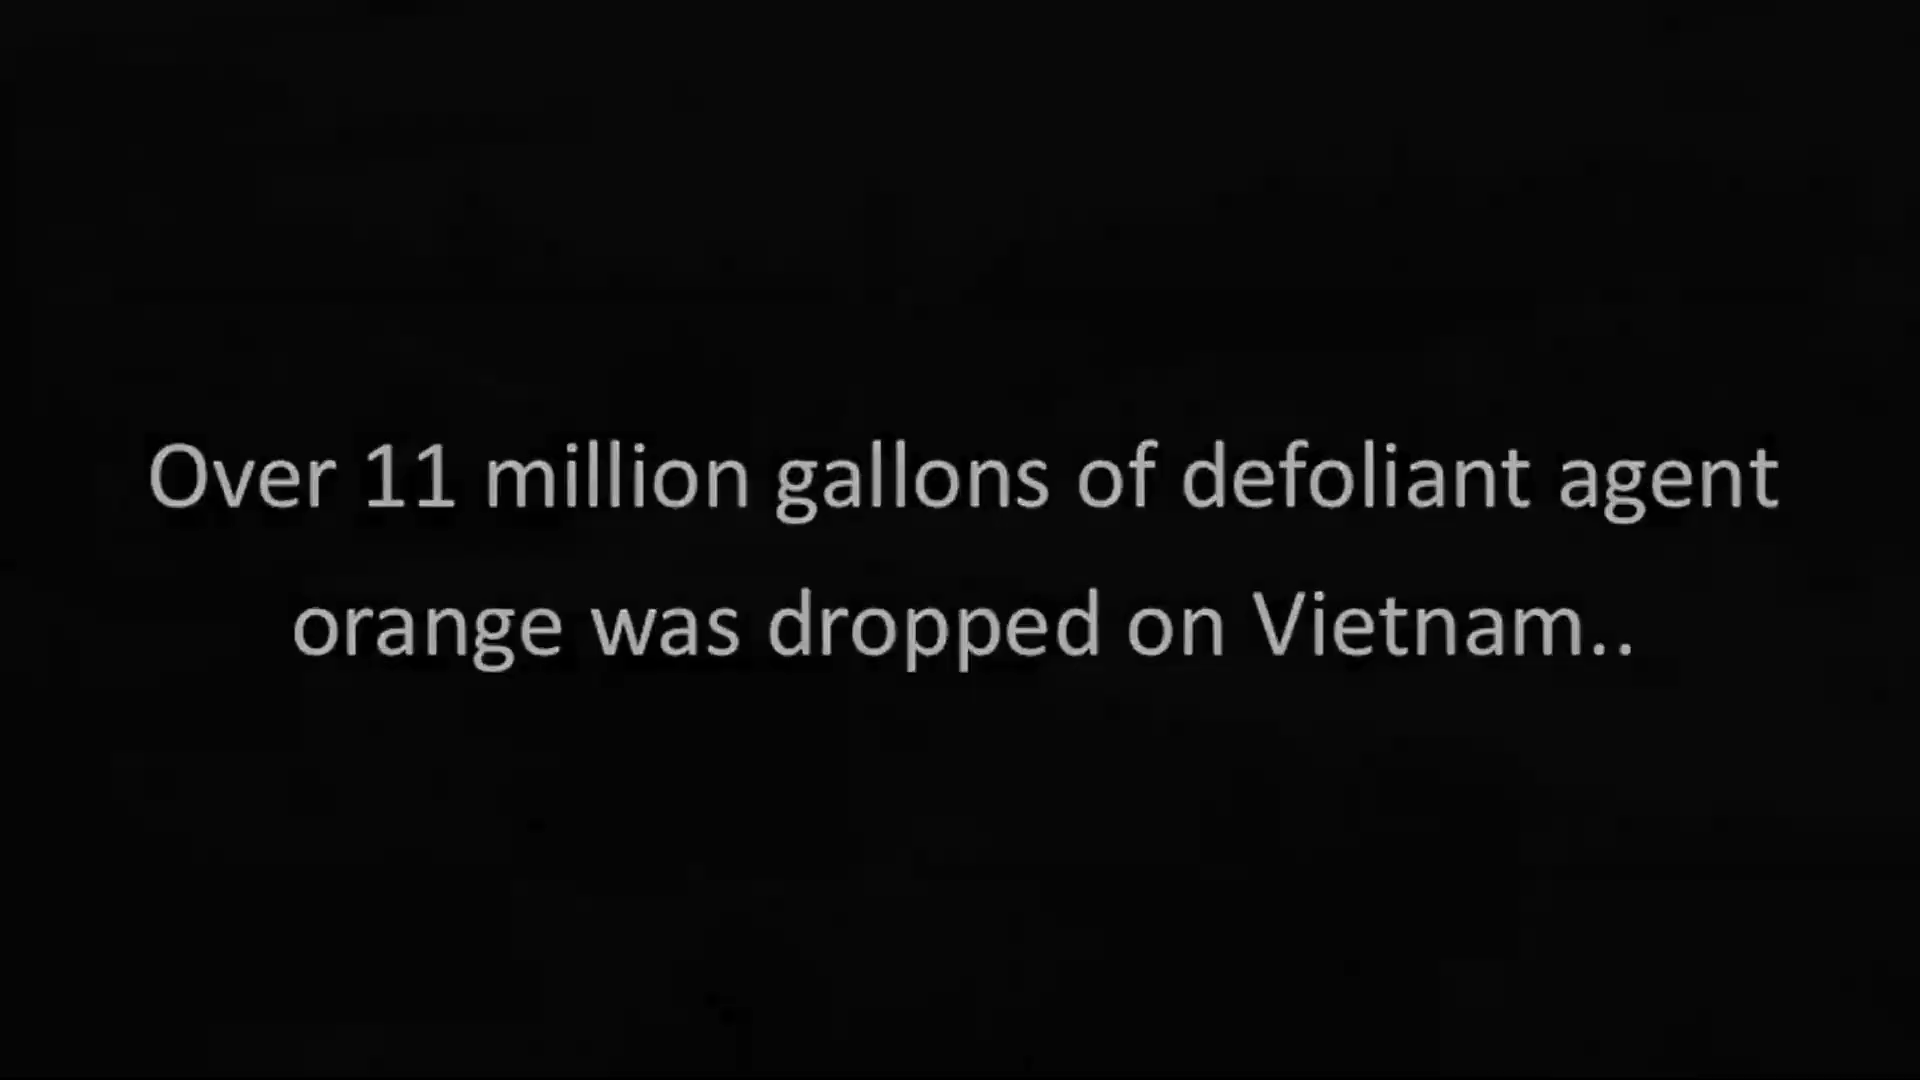 Over 11 million gallons of defoliant agent
orange was dropped on Vietnam..